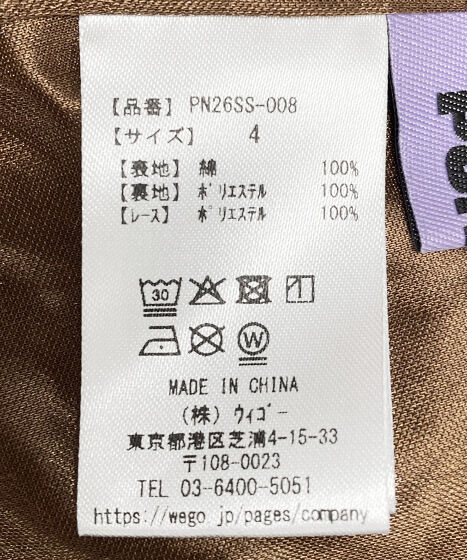 【品番】 PN26SS-008
【サイズ】 4
【表地】 綿 100%
【裏地】 ポリエステル 100%
【レース】 ポリエステル 100%
30
W
MADE IN CHINA
(株) ウィゴー
東京都港区芝浦4-15-33
〒108-0023
TEL 03-6400-5051
https://wego.jp/pages/company